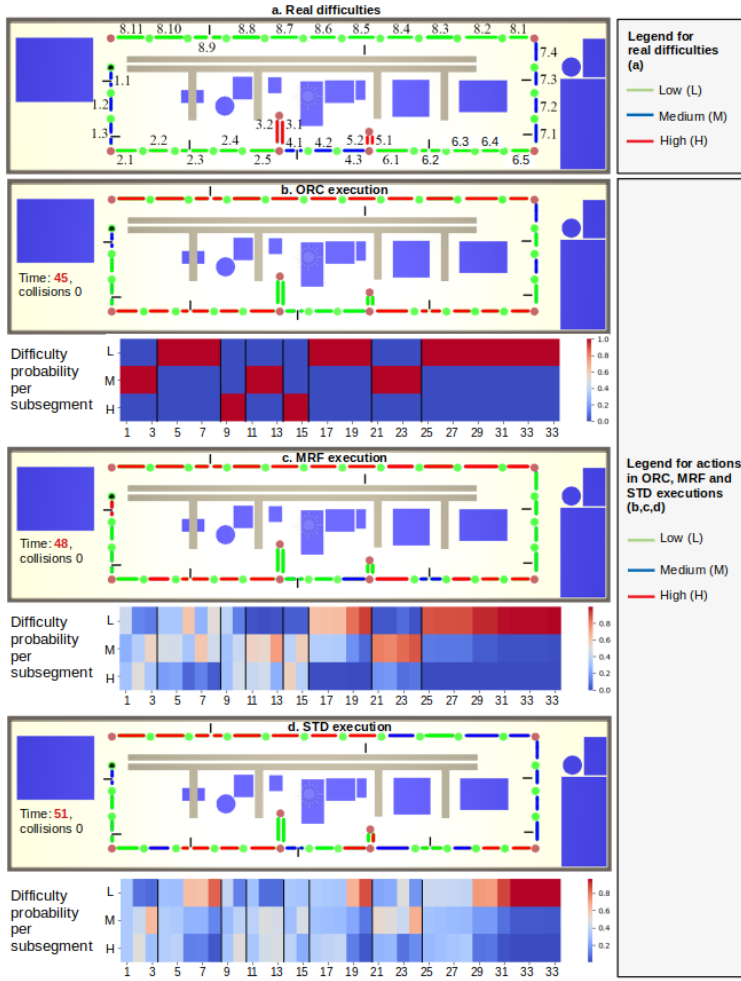 a. Real difficulties
8.11 8.10 8.8 8.7 8.6 8.5 8.4 8.3 8.2 8.1
8.9
7.4
1.1
7.3
1.2
7.2
1.3
3.2 3.1
7.1
2.2 2.4 4.1 4.2 5.2 5.1 6.3 6.4
2.1 2.3 2.5 4.3 6.1 6.2 6.5
Legend for
real difficulties
(a)
Low (L)
Medium (M)
High (H)
b. ORC execution
Time: 45,
collisions 0
Difficulty
probability
per
subsegment
L
M
H
1 3 5 7 9 11 13 15 17 19 21 23 25 27 29 31 33 33
1.0
0.8
0.6
0.4
0.2
0.0
c. MRF execution
Time: 48,
collisions 0
Difficulty
probability
per
subsegment
L
M
H
1 3 5 7 9 11 13 15 17 19 21 23 25 27 29 31 33 33
0.8
0.6
0.4
0.2
0.0
Legend for actions
in ORC, MRF and
STD executions
(b,c,d)
Low (L)
Medium (M)
High (H)
d. STD execution
Time: 51,
collisions 0
Difficulty
probability
per
subsegment
L
M
H
1 3 5 7 9 11 13 15 17 19 21 23 25 27 29 31 33 33
0.8
0.6
0.4
0.2